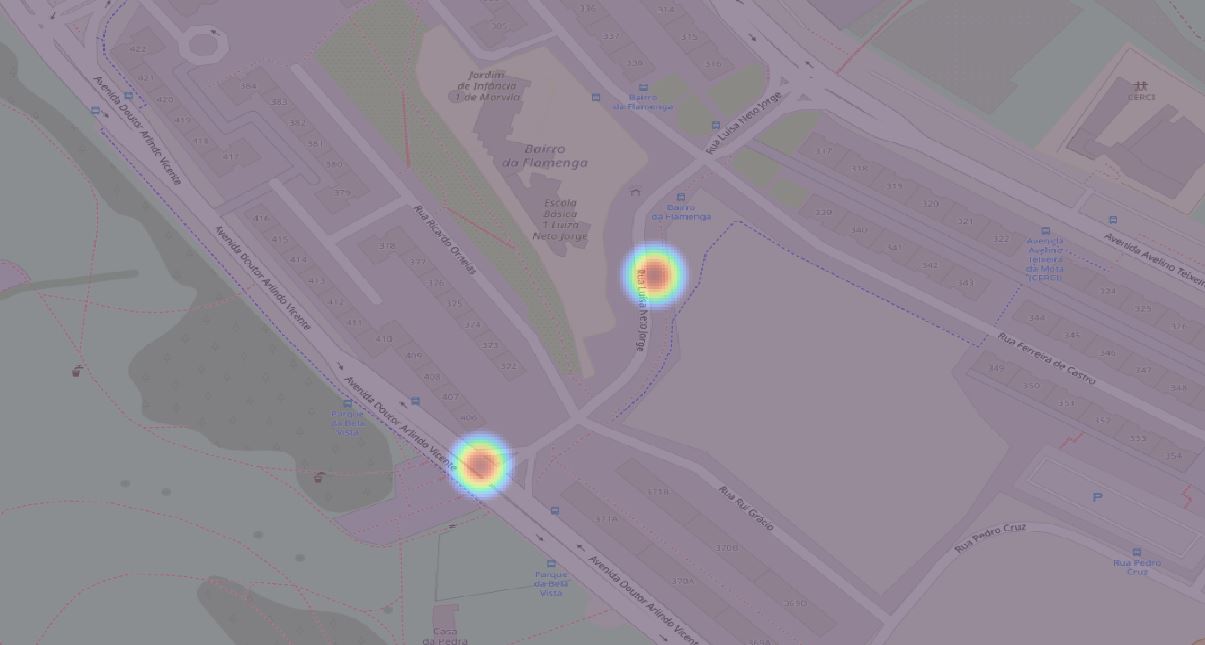 305
336
314
337
315
338
316
422
421
420
419
418
417
384
383
382
381
380
379
Avenida Doutor Arlindo Vicente
Jardim
de Infância
1 de Marvila
Bairro
da Flamenga
Bairro
da Flamenga
Escola
Básica
1 Luiza
Neto Jorge
Rua Luísa Neto Jorge
CERCI
317
318
319
320
321
322
Bairro
da Flamenga
339
340
341
342
343
Avenida
Avelino
Teixeira
da Mota
(CERCI)
Avenida Avelino Teixe
324
325
326
416
415
414
413
412
411
410
409
408
407
406
Avenida Doutor Arlindo Vicente
Rua Ricardo Ornelas
378
377
376
375
374
373
372
Rua Luísa Neto Jorge
344
345
346
347
348
Rua Ferreira de Castro
349
350
351
352
353
354
Parque
da Bela
Vista
Avenida Doutor Arlindo Vicente
371B
371A
370B
370A
369B
369A
Rua Rui Grácio
P
Rua Pedro Cruz
Rua Pedro
Cruz
Parque
da Bela
Vista
Avenida Doutor Arlindo Vicent
Casa
da Pedra